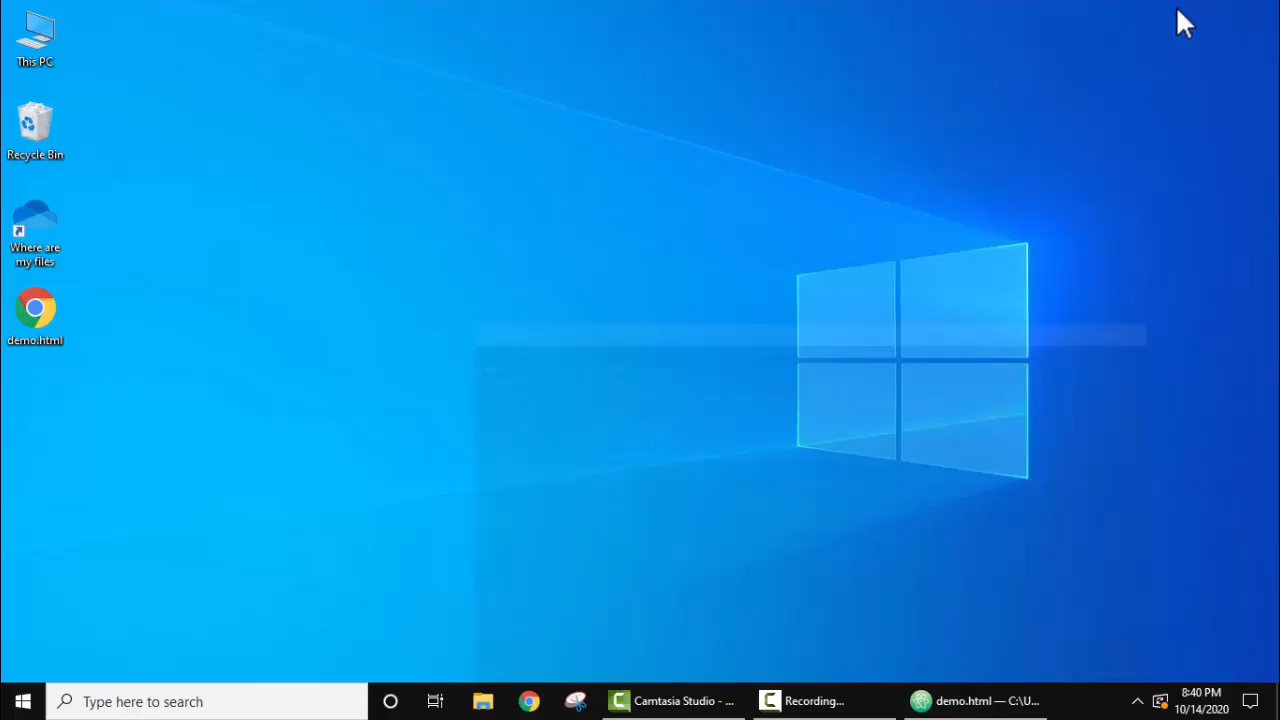 This PC
Recycle Bin
Where are
my files
demo.html
Type here to search
Camtasia Studio - ...
Recording...
demo.html — C:\U...
8:40 PM
10/14/2020